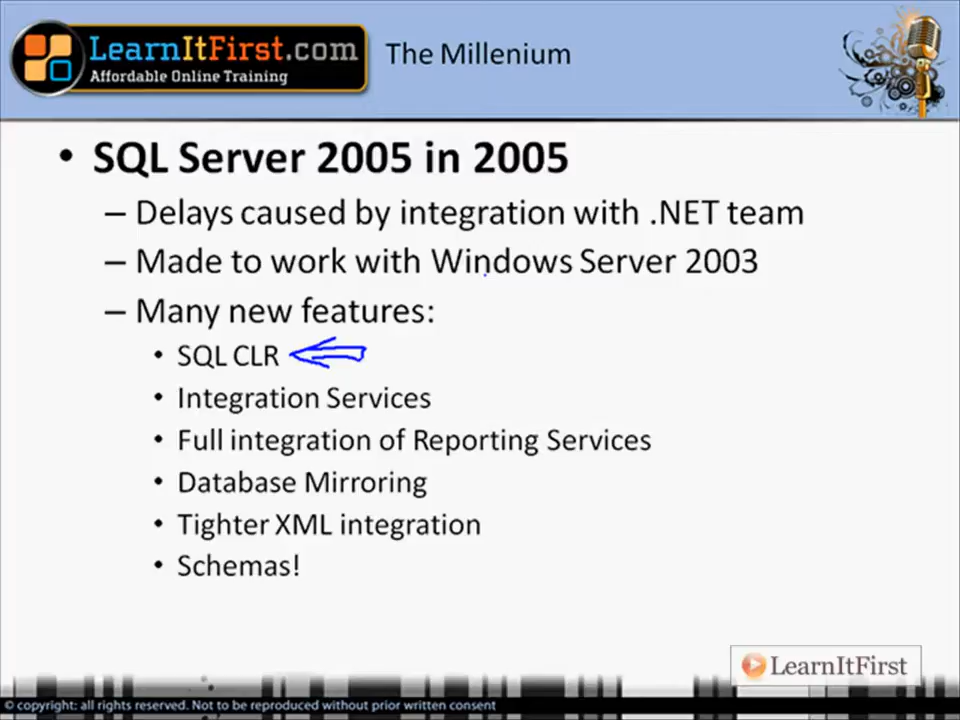 LearnItFirst.com
Affordable Online Training
The Millenium
• SQL Server 2005 in 2005
– Delays caused by integration with .NET team
– Made to work with Windows Server 2003
– Many new features:
• SQL CLR
• Integration Services
• Full integration of Reporting Services
• Database Mirroring
• Tighter XML integration
• Schemas!
LearnItFirst
© copyright: all rights reserved. Not to be reproduced without prior written consent